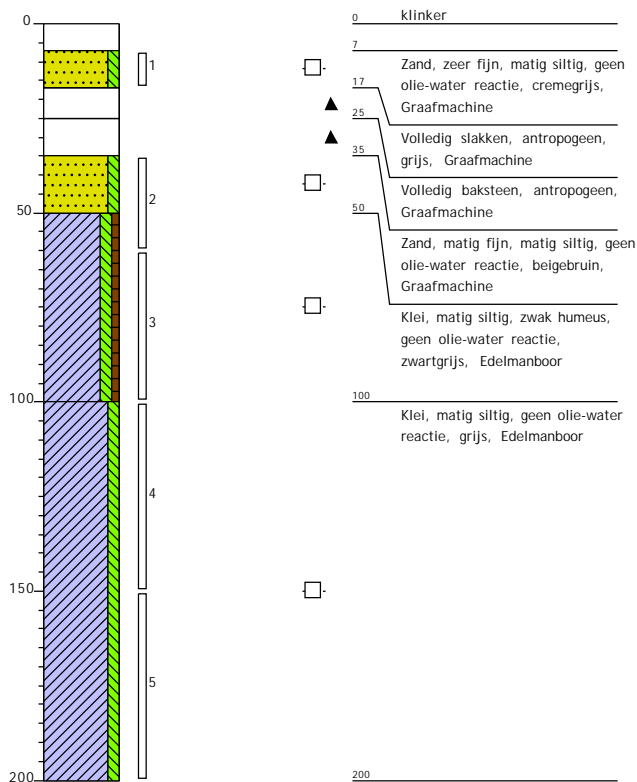 0
50
100
150
200
1
2
3
4
5
0 klinker
7
Zand, zeer fijn, matig siltig, geen
olie-water reactie, cremegrijs,
Graafmachine
17
Volledig slakken, antropogeen,
grijs, Graafmachine
25
Volledig baksteen, antropogeen,
Graafmachine
35
Zand, matig fijn, matig siltig, geen
olie-water reactie, beigebruin,
Graafmachine
50
Klei, matig siltig, zwak humeus,
geen olie-water reactie,
zwartgrijs, Edelmanboor
100
Klei, matig siltig, geen olie-water
reactie, grijs, Edelmanboor
200